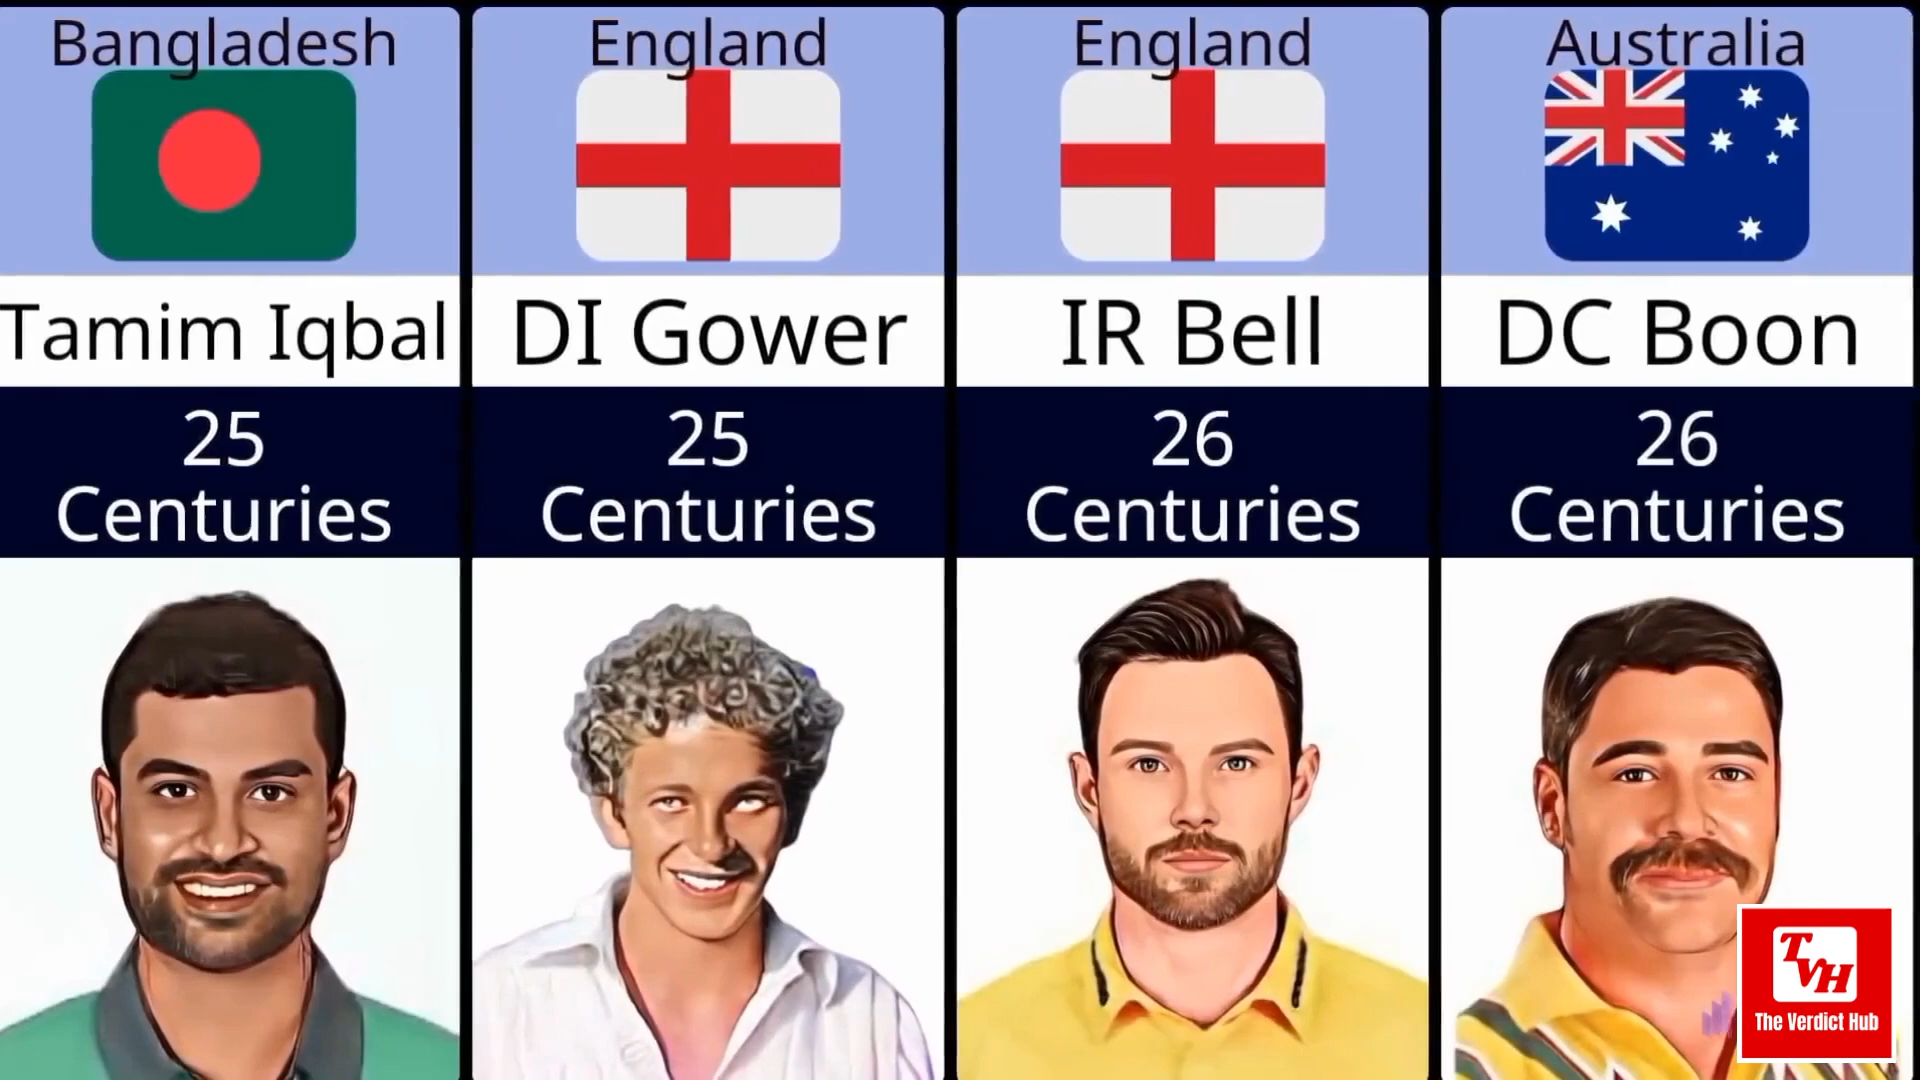 Bangladesh
Tamim Iqbal
25
Centuries
England
DI Gower
25
Centuries
England
IR Bell
26
Centuries
Australia
DC Boon
26
Centuries
TVH
The Verdict Hub